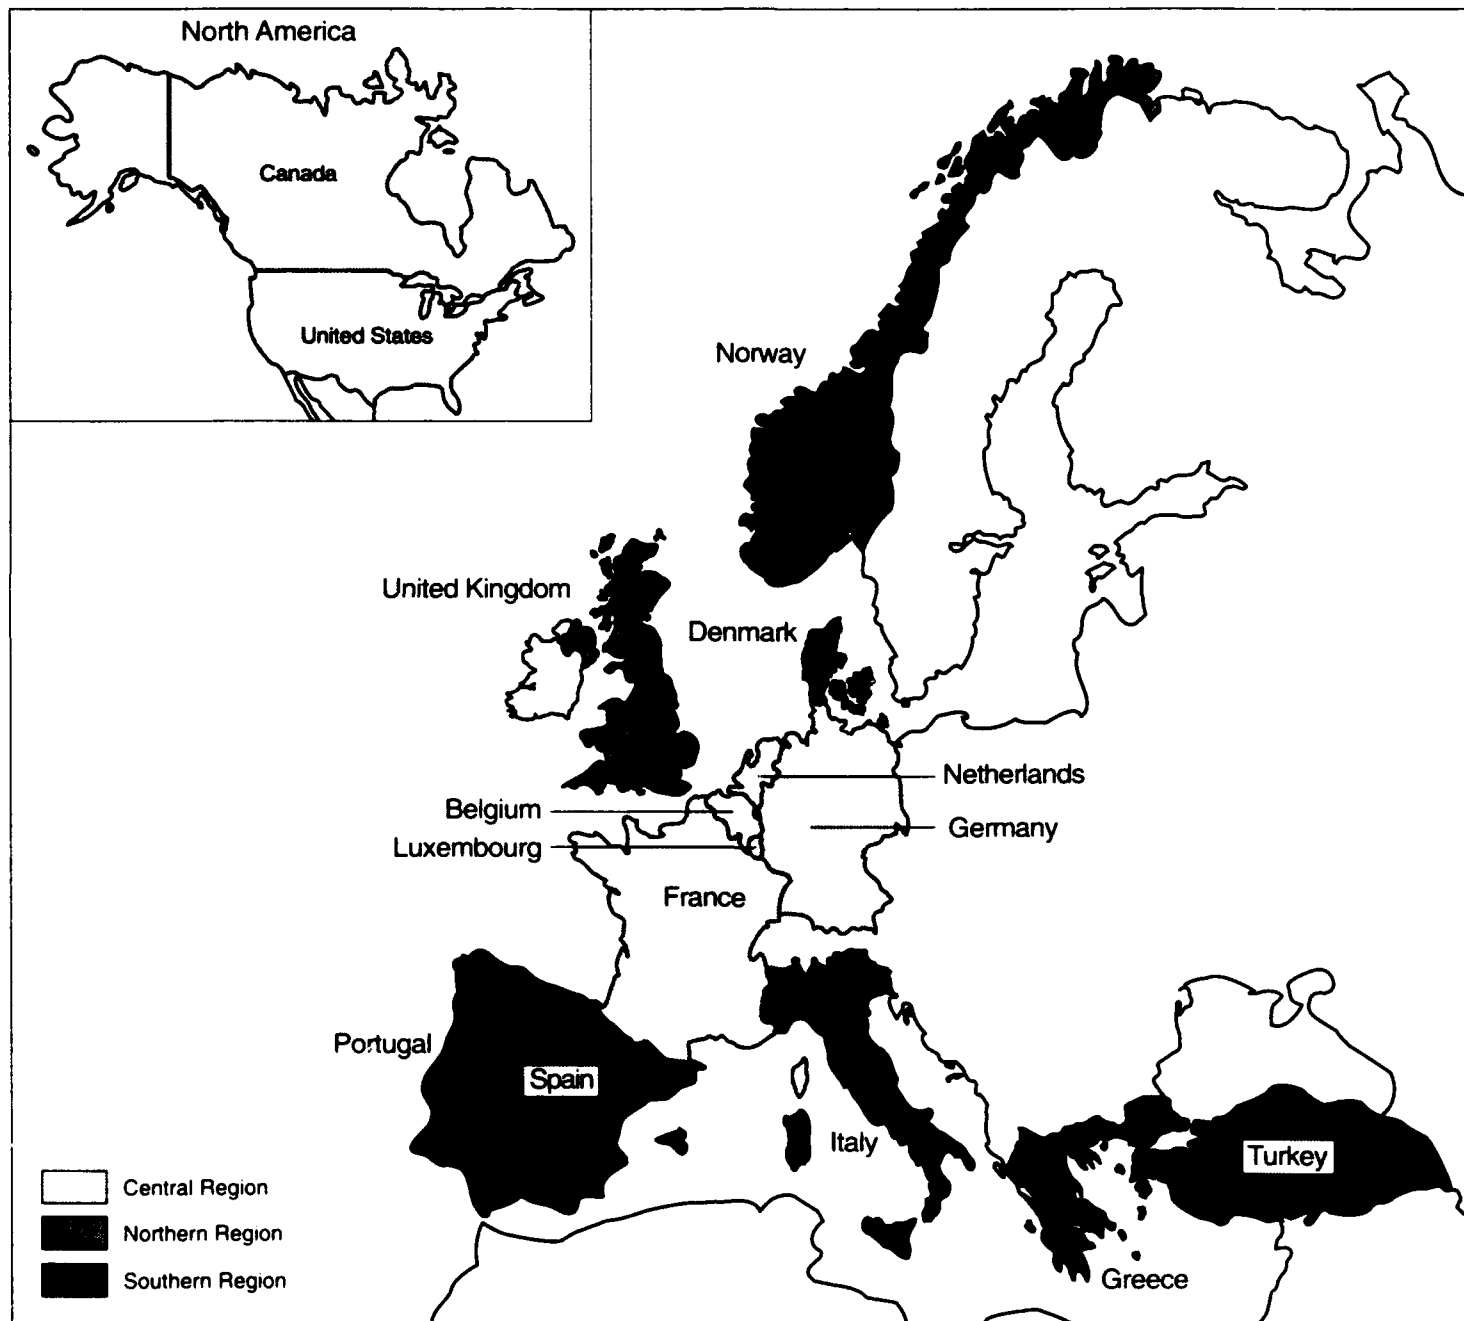 North America
Canada
United States
Norway
United Kingdom
Denmark
Netherlands
Belgium
Germany
Luxembourg
France
Portugal
Spain
Italy
Turkey
Greece
Central Region
Northern Region
Southern Region